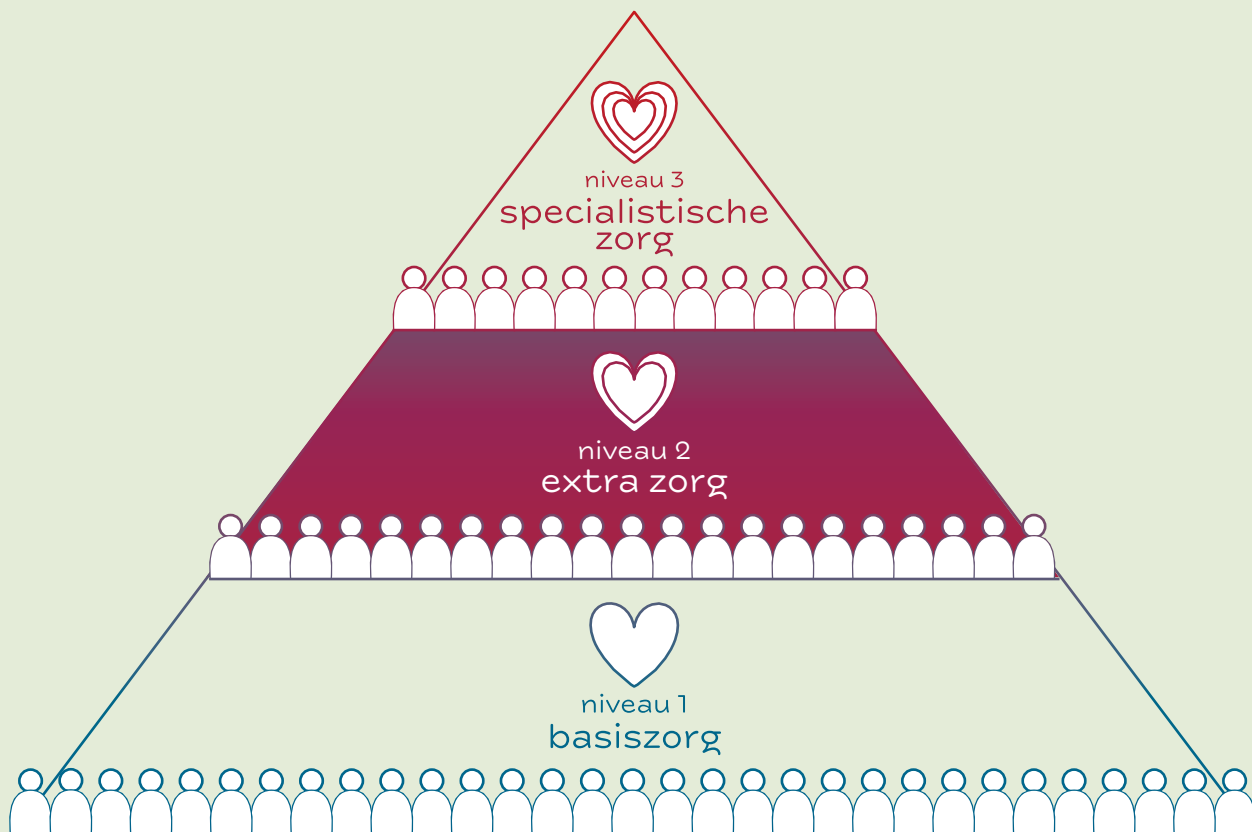 niveau 3
specialistische
zorg
niveau 2
extra zorg
niveau 1
basiszorg